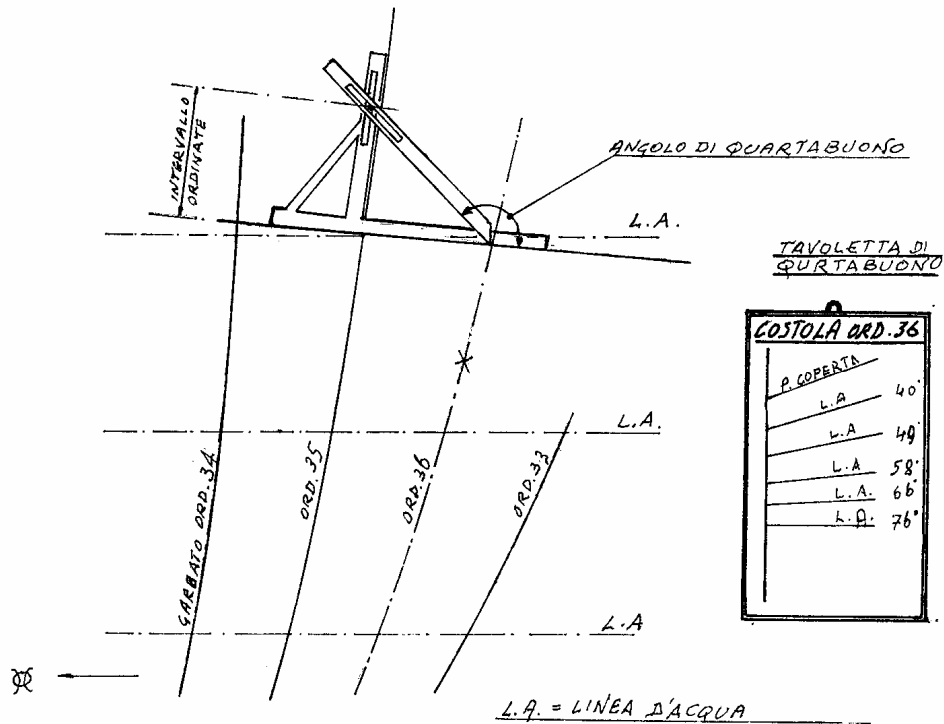 INTERVALLO
ORDINATE
ANGOLO DI QUARTABUONO
L.A.
TAVOLETTA DI
QURTABUONO
COSTOLA ORD.36
P. COPERTA
L.A 40°
L.A 49°
L.A 58°
L.A. 66°
L.A. 76°
L.A.
GARBATO ORD.34
ORD.35
ORD.36
ORD.33
L.A
L.A. = LINEA D'ACQUA